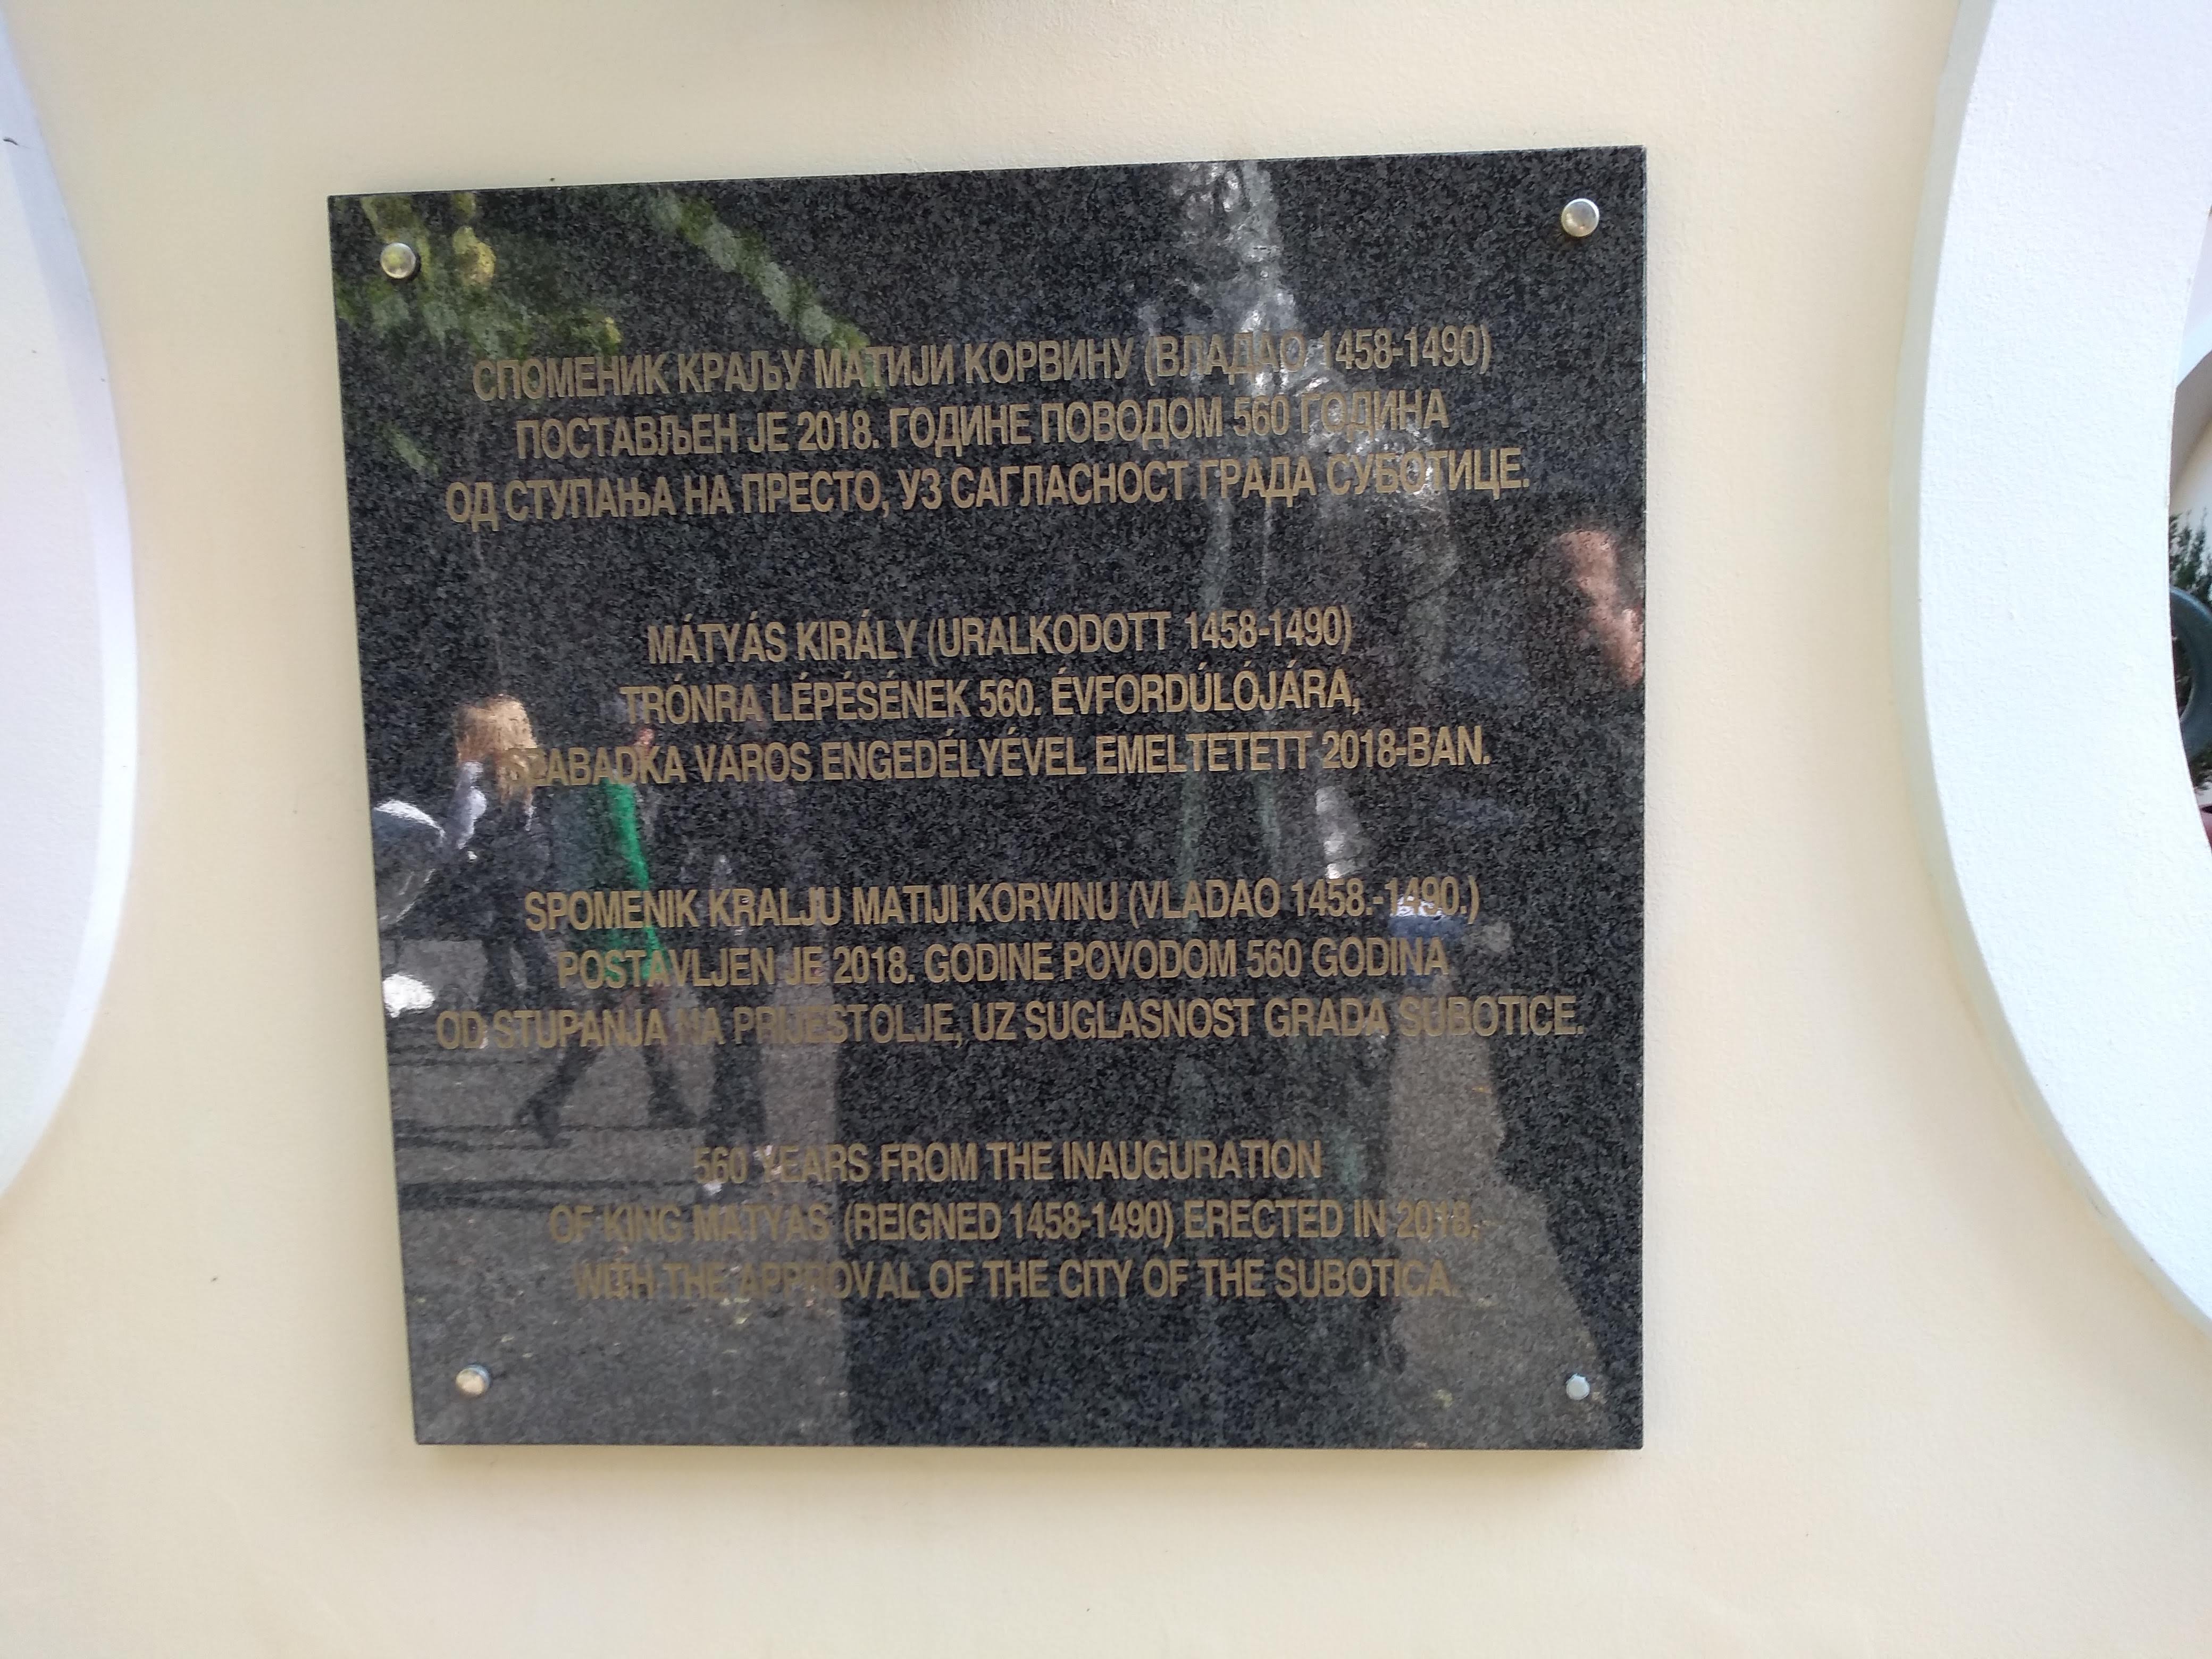 СПОМЕНИК КРАЉУ МАТИЈИ КОРВИНУ (ВЛАДАО 1458-1490)
ПОСТАВЉЕН ЈЕ 2018. ГОДИНЕ ПОВОДОМ 560 ГОДИНА
ОД СТУПАЊА НА ПРЕСТО, УЗ САГЛАСНОСТ ГРАДА СУБОТИЦЕ.
MÁTYÁS KIRÁLY (URALKODOTT 1458-1490)
TRÓNRA LÉPÉSÉNEK 560. ÉVFORDÚLÓJÁRA,
SZABADKA VÁROS ENGEDÉLYÉVEL EMELTETETT 2018-BAN.
SPOMENIK KRALJU MATIJI KORVINU (VLADAO 1458.-1490.)
POSTAVLJEN JE 2018. GODINE POVODOM 560 GODINA
OD STUPANJA NA PRIJESTOLJE, UZ SUGLASNOST GRADA SUBOTICE.
560 YEARS FROM THE INAUGURATION
OF KING MATYAS (REIGNED 1458-1490) ERECTED IN 2018.
WITH THE APPROVAL OF THE CITY OF THE SUBOTICA.